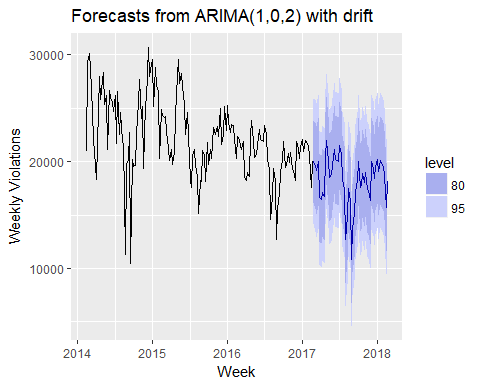 Forecasts from ARIMA(1,0,2) with drift
30000
20000
10000
Weekly Violations
2014
2015
2016
2017
2018
Week
level
80
95